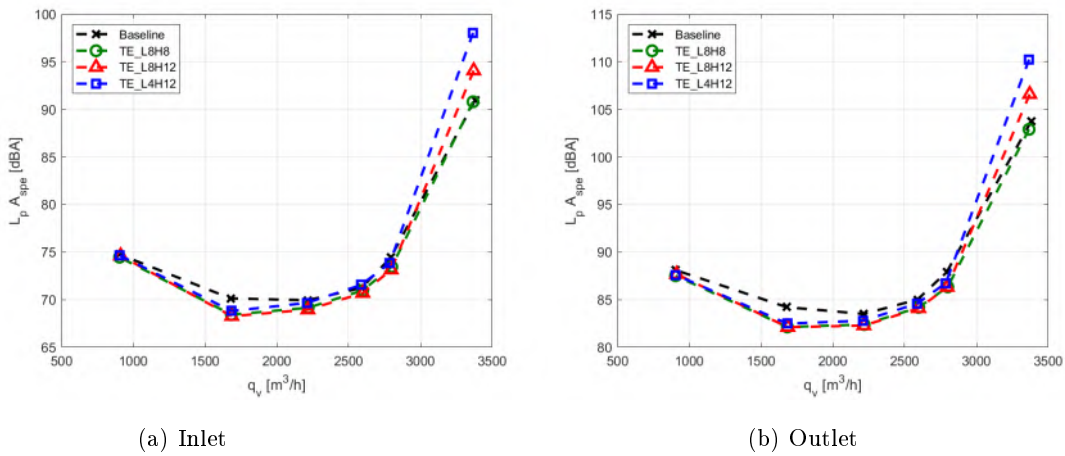 100
95
90
85
80
75
70
65
L_p A_spe [dBA]
Baseline
TE_L8H8
TE_L8H12
TE_L4H12
500 1000 1500 2000 2500 3000 3500
q_v [m^3/h]
(a) Inlet
115
110
105
100
95
90
85
80
L_p A_spe [dBA]
Baseline
TE_L8H8
TE_L8H12
TE_L4H12
500 1000 1500 2000 2500 3000 3500
q_v [m^3/h]
(b) Outlet